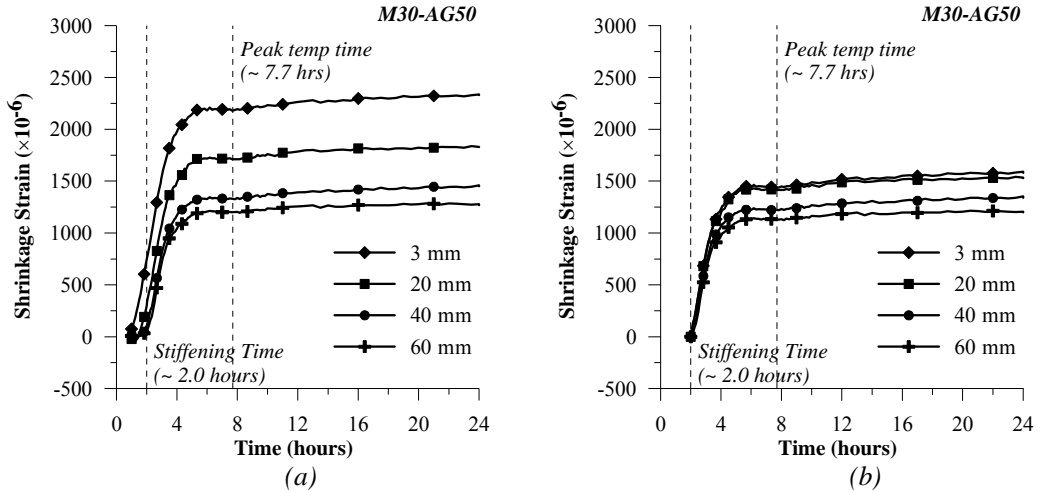 M30-AG50
3000
2500
2000
1500
1000
500
0
-500
Shrinkage Strain (×10-6)
Peak temp time
(~ 7.7 hrs)
3 mm
20 mm
40 mm
60 mm
Stiffening Time
(~ 2.0 hours)
0 4 8 12 16 20 24
Time (hours)
(a)
M30-AG50
3000
2500
2000
1500
1000
500
0
-500
Shrinkage Strain (×10-6)
Peak temp time
(~ 7.7 hrs)
3 mm
20 mm
40 mm
60 mm
Stiffening Time
(~ 2.0 hours)
0 4 8 12 16 20 24
Time (hours)
(b)